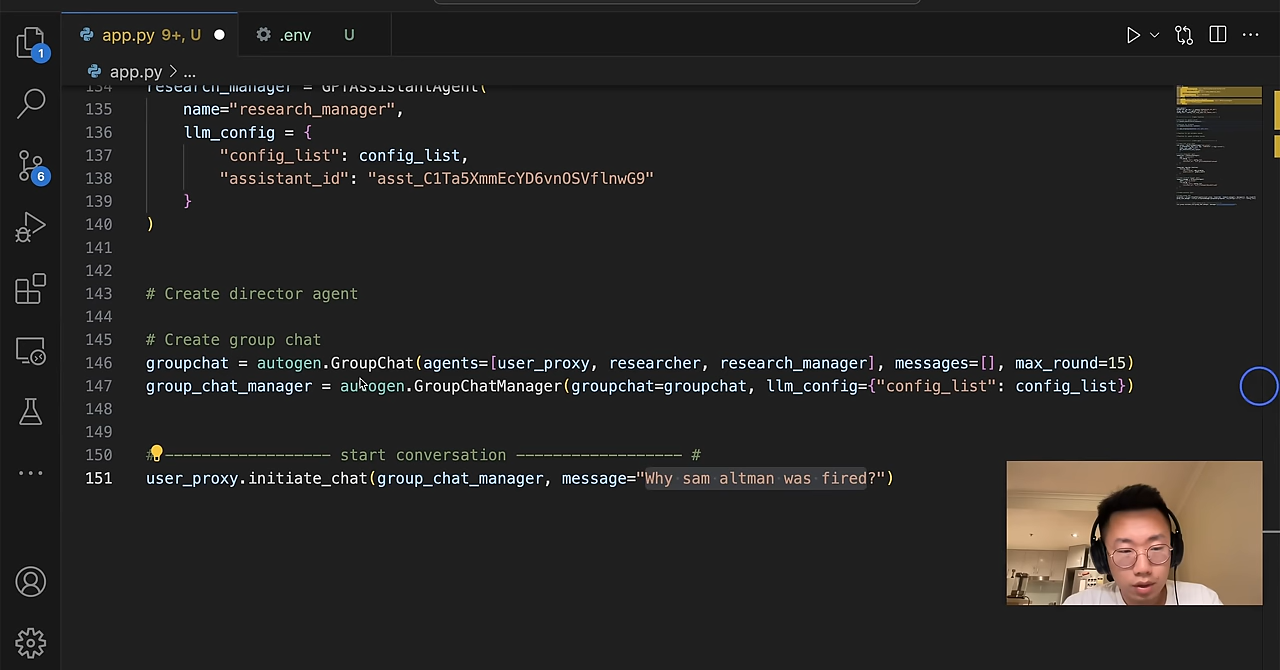 1
6
app.py 9+, U
.env U
app.py > ...
134 research_manager = GPTAssistantAgent(
135 name="research_manager",
136 llm_config = {
137 "config_list": config_list,
138 "assistant_id": "asst_C1Ta5XmmEcYD6vnOSVflnwG9"
139 }
140 )
141
142
143 # Create director agent
144
145 # Create group chat
146 groupchat = autogen.GroupChat(agents=[user_proxy, researcher, research_manager], messages=[], max_round=15)
147 group_chat_manager = autogen.GroupChatManager(groupchat=groupchat, llm_config={"config_list": config_list})
148
149
150 # ------------------ start conversation ------------------ #
151 user_proxy.initiate_chat(group_chat_manager, message="Why sam altman was fired?")